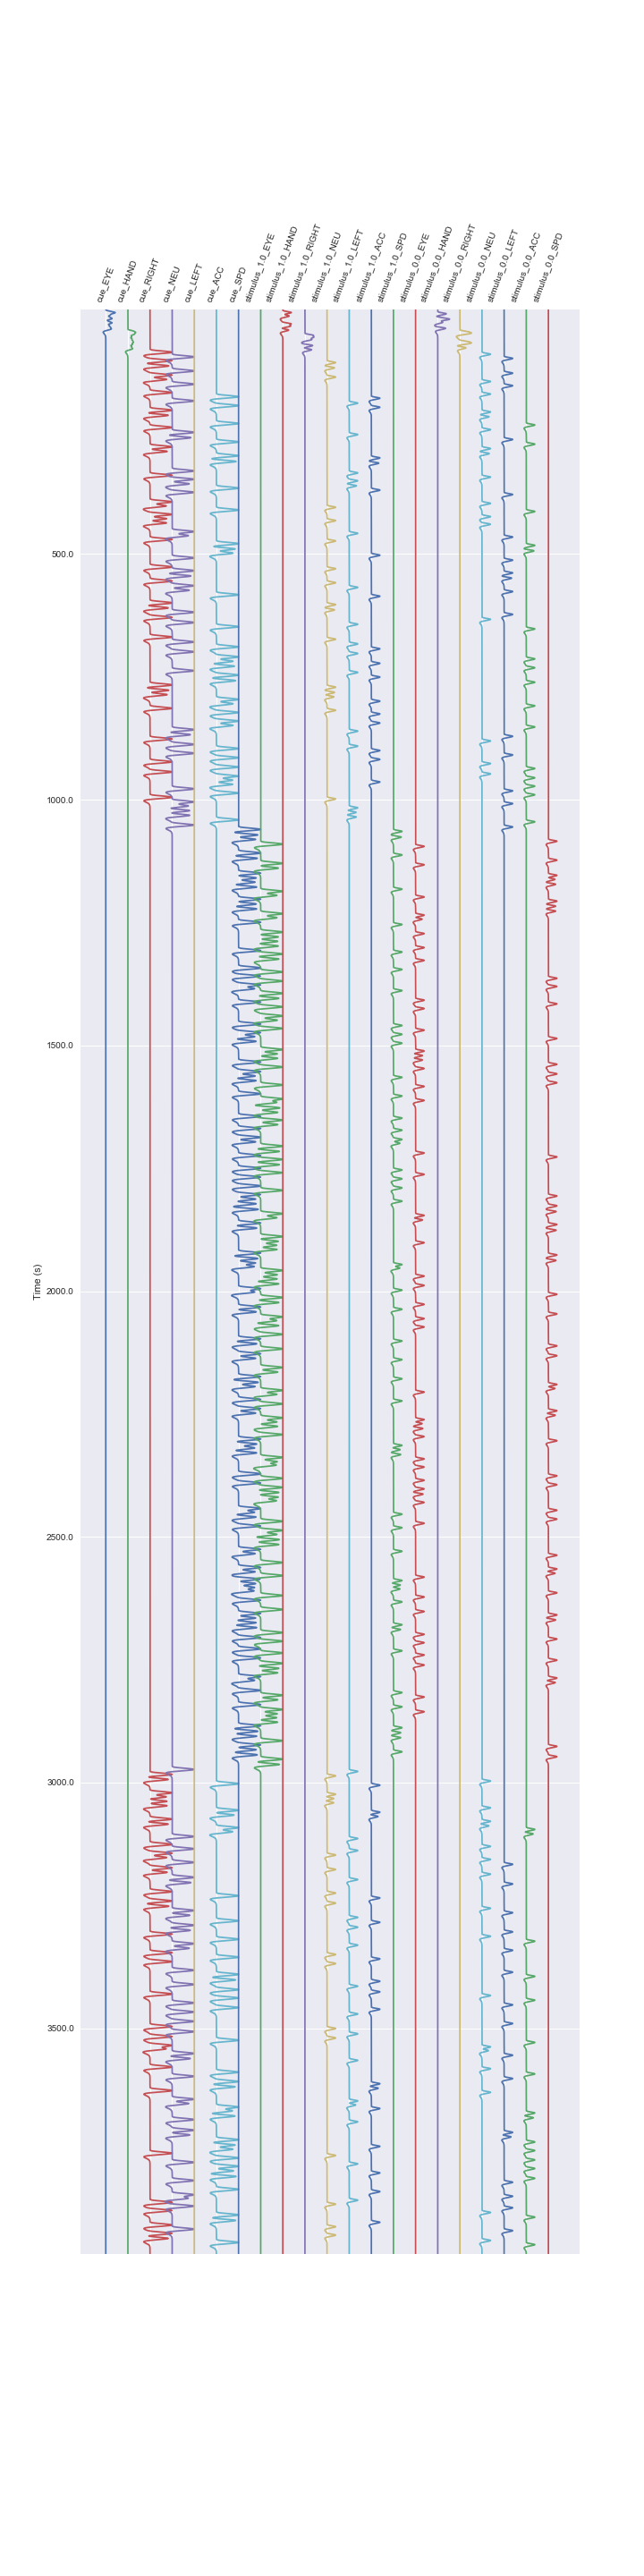 cue_EYE
cue_HAND
cue_RIGHT
cue_NEU
cue_LEFT
cue_ACC
cue_SPD
stimulus_1.0_EYE
stimulus_1.0_HAND
stimulus_1.0_RIGHT
stimulus_1.0_NEU
stimulus_1.0_LEFT
stimulus_1.0_ACC
stimulus_1.0_SPD
stimulus_0.0_EYE
stimulus_0.0_HAND
stimulus_0.0_RIGHT
stimulus_0.0_NEU
stimulus_0.0_LEFT
stimulus_0.0_ACC
stimulus_0.0_SPD
500.0
1000.0
1500.0
Time (s)
2000.0
2500.0
3000.0
3500.0